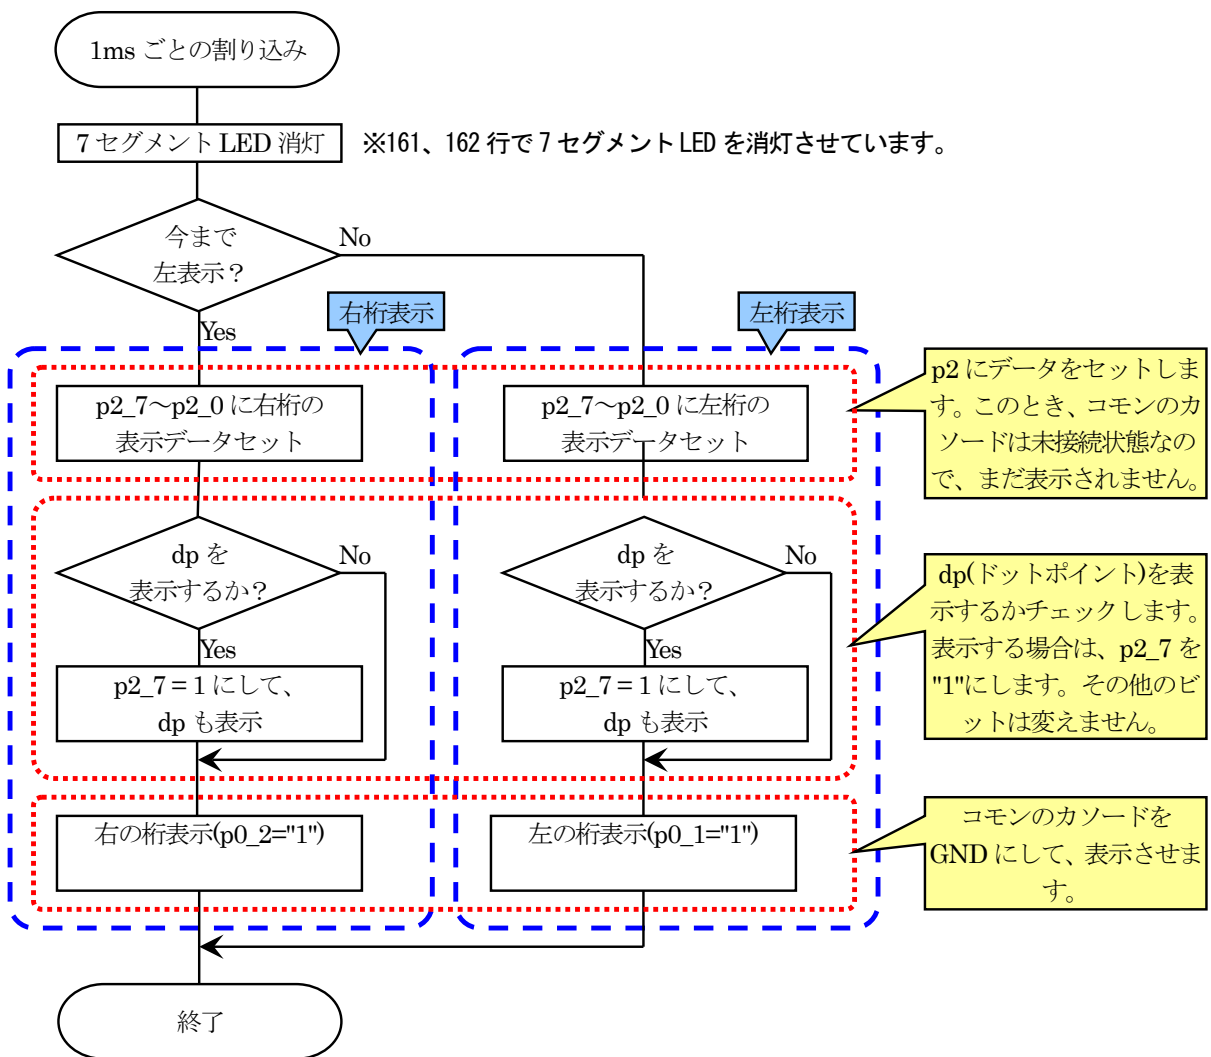 1ms ごとの割り込み
7 セグメント LED 消灯
※161、162 行で 7 セグメント LED を消灯させています。
今まで
左表示？
No
Yes
右桁表示
左桁表示
p2_7～p2_0 に右桁の
表示データセット
p2_7～p2_0 に左桁の
表示データセット
p2 にデータをセットしま
す。このとき、コモンのカ
ソードは未接続状態なの
で、まだ表示されません。
dp を
表示するか？
No
Yes
p2_7 = 1 にして、
dp も表示
dp を
表示するか？
No
Yes
p2_7 = 1 にして、
dp も表示
dp(ドットポイント)を表
示するかチェックします。
表示する場合は、p2_7 を
"1"にします。その他のビ
ットは変えません。
右の桁表示(p0_2="1")
左の桁表示(p0_1="1")
コモンのカソードを
GND にして、表示させま
す。
終了